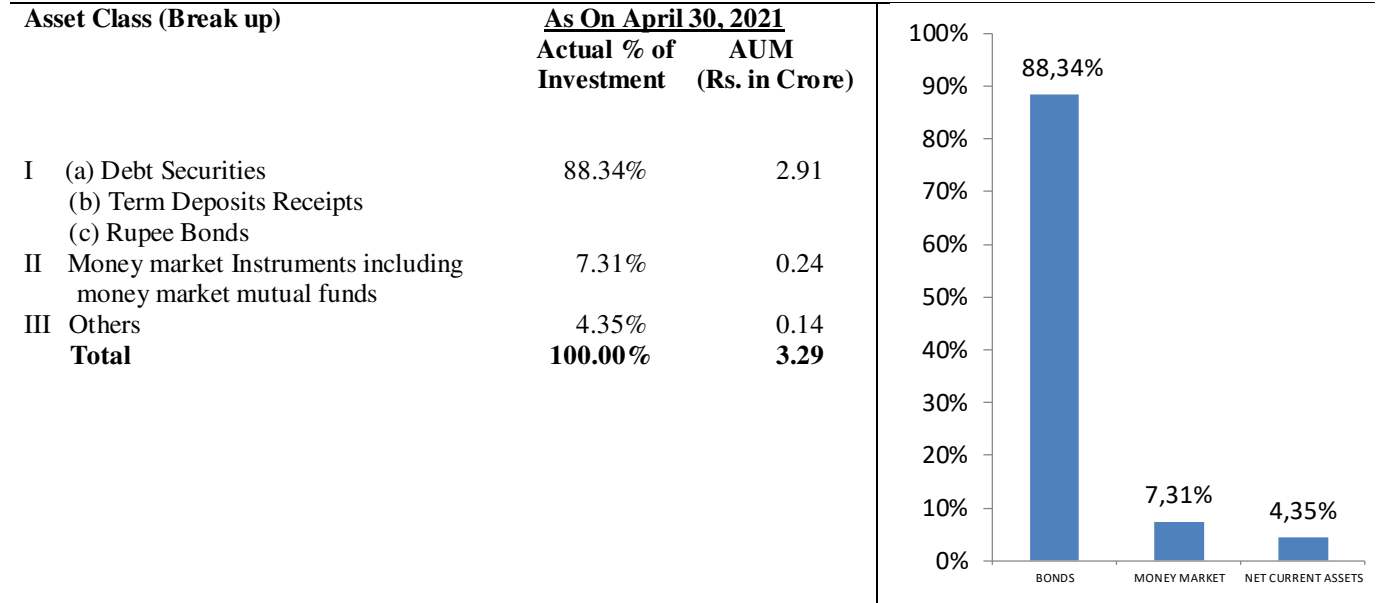 Asset Class (Break up) As On April 30, 2021
Actual % of AUM
Investment (Rs. in Crore)
I (a) Debt Securities 88.34% 2.91
(b) Term Deposits Receipts
(c) Rupee Bonds
II Money market Instruments including 7.31% 0.24
money market mutual funds
III Others 4.35% 0.14
Total 100.00% 3.29
100%
90%
80%
70%
60%
50%
40%
30%
20%
10%
0%
88,34%
7,31%
4,35%
BONDS MONEY MARKET NET CURRENT ASSETS